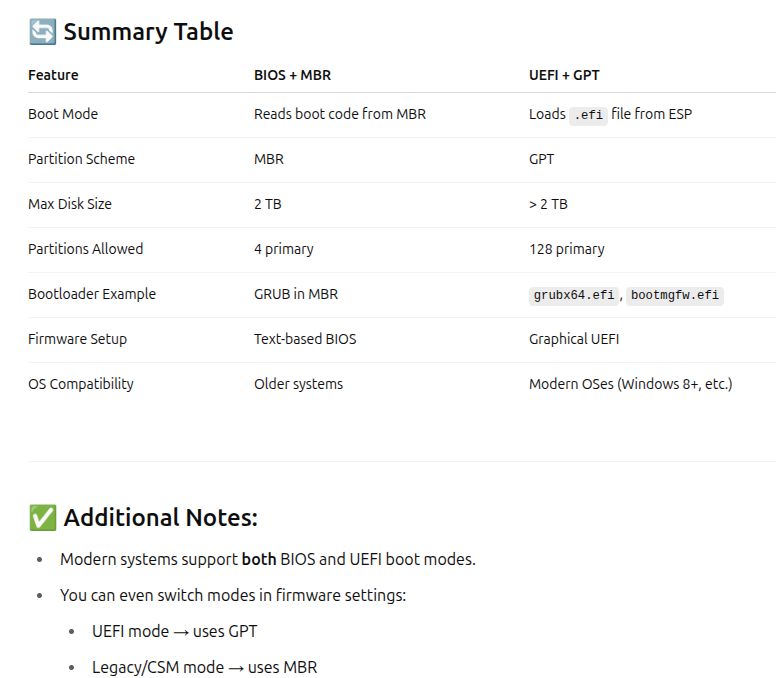 🔄 Summary Table
Feature BIOS + MBR UEFI + GPT
Boot Mode Reads boot code from MBR Loads .efi file from ESP
Partition Scheme MBR GPT
Max Disk Size 2 TB > 2 TB
Partitions Allowed 4 primary 128 primary
Bootloader Example GRUB in MBR grubx64.efi, bootmgfw.efi
Firmware Setup Text-based BIOS Graphical UEFI
OS Compatibility Older systems Modern OSes (Windows 8+, etc.)
✅ Additional Notes:
• Modern systems support both BIOS and UEFI boot modes.
• You can even switch modes in firmware settings:
• UEFI mode → uses GPT
• Legacy/CSM mode → uses MBR